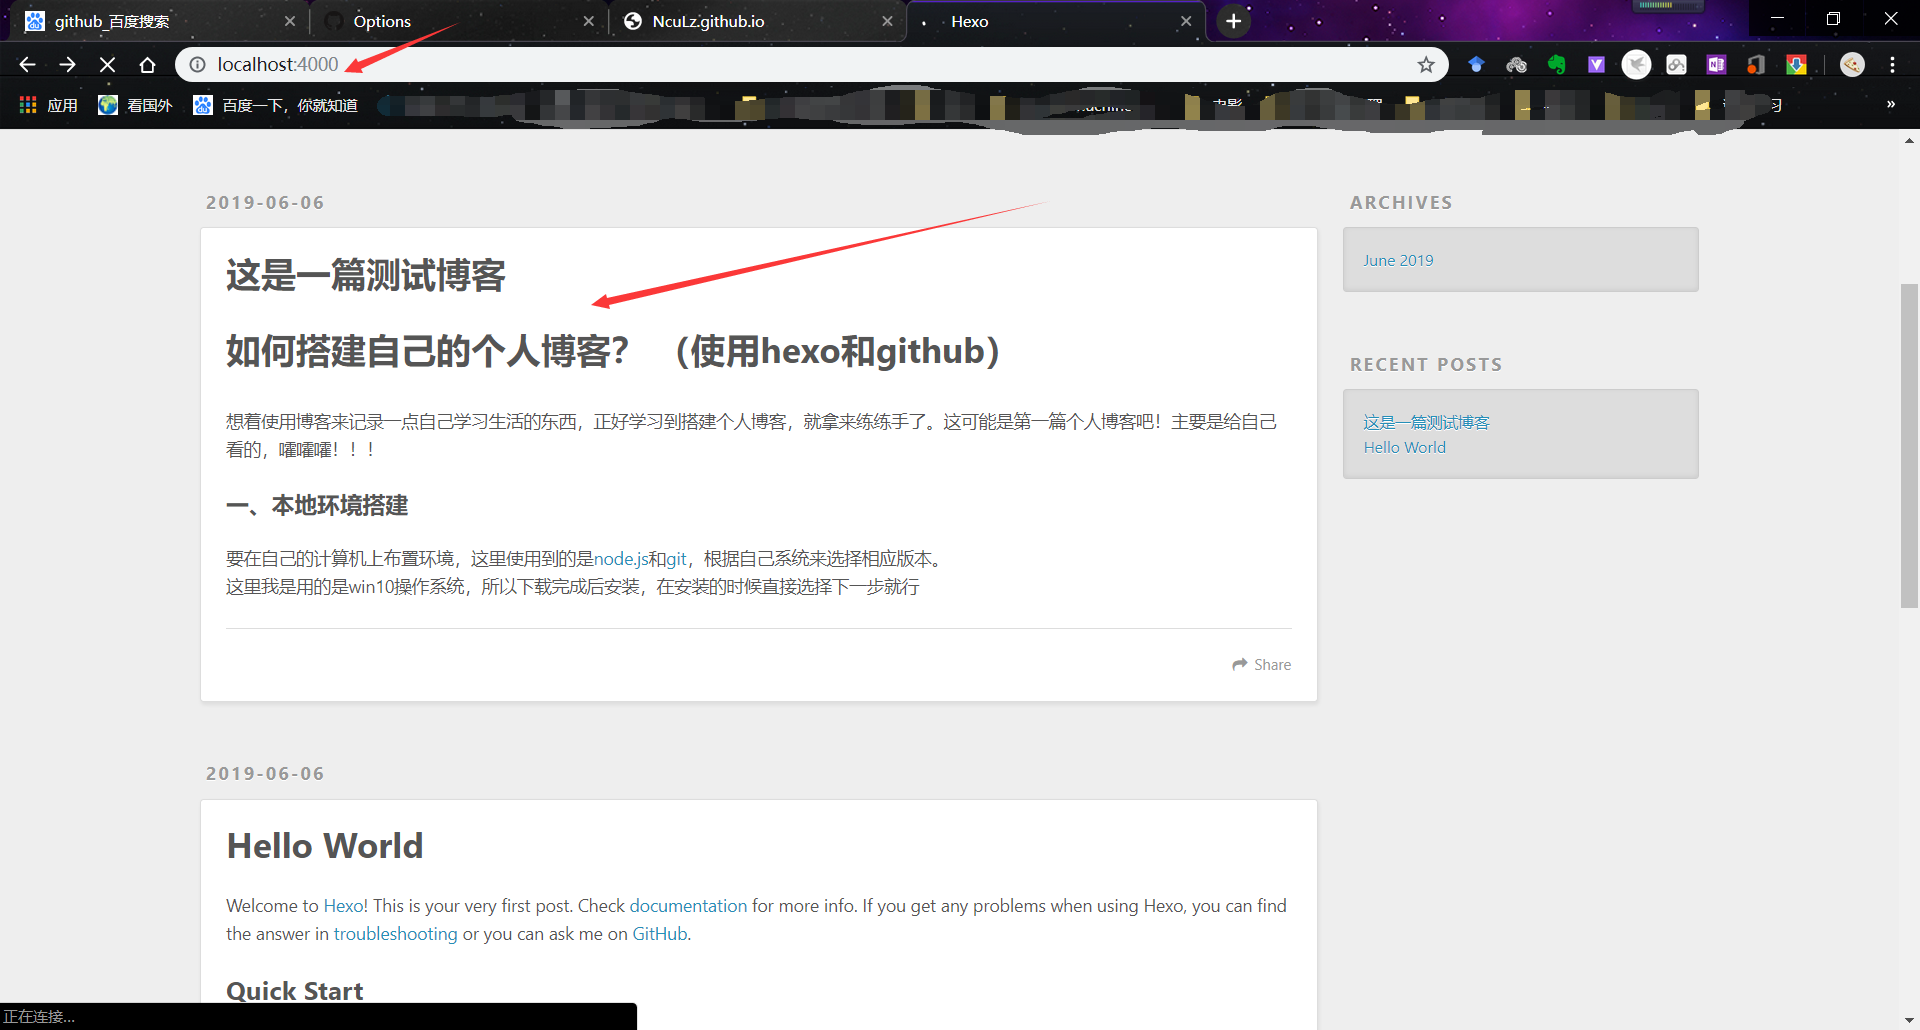 github_百度搜索
Options
NcuLz.github.io
Hexo
localhost:4000
应用
看国外
百度一下，你就知道
»
2019-06-06
这是一篇测试博客
如何搭建自己的个人博客？ （使用hexo和github）
想着使用博客来记录一点自己学习生活的东西，正好学习到搭建个人博客，就拿来练练手了。这可能是第一篇个人博客吧！主要是给自己
看的，嚯嚯嚯！！！
一、本地环境搭建
要在自己的计算机上布置环境，这里使用到的是node.js和git，根据自己系统来选择相应版本。
这里我是用的是win10操作系统，所以下载完成后安装，在安装的时候直接选择下一步就行
Share
ARCHIVES
June 2019
RECENT POSTS
这是一篇测试博客
Hello World
2019-06-06
Hello World
Welcome to Hexo! This is your very first post. Check documentation for more info. If you get any problems when using Hexo, you can find
the answer in troubleshooting or you can ask me on GitHub.
Quick Start
正在连接...